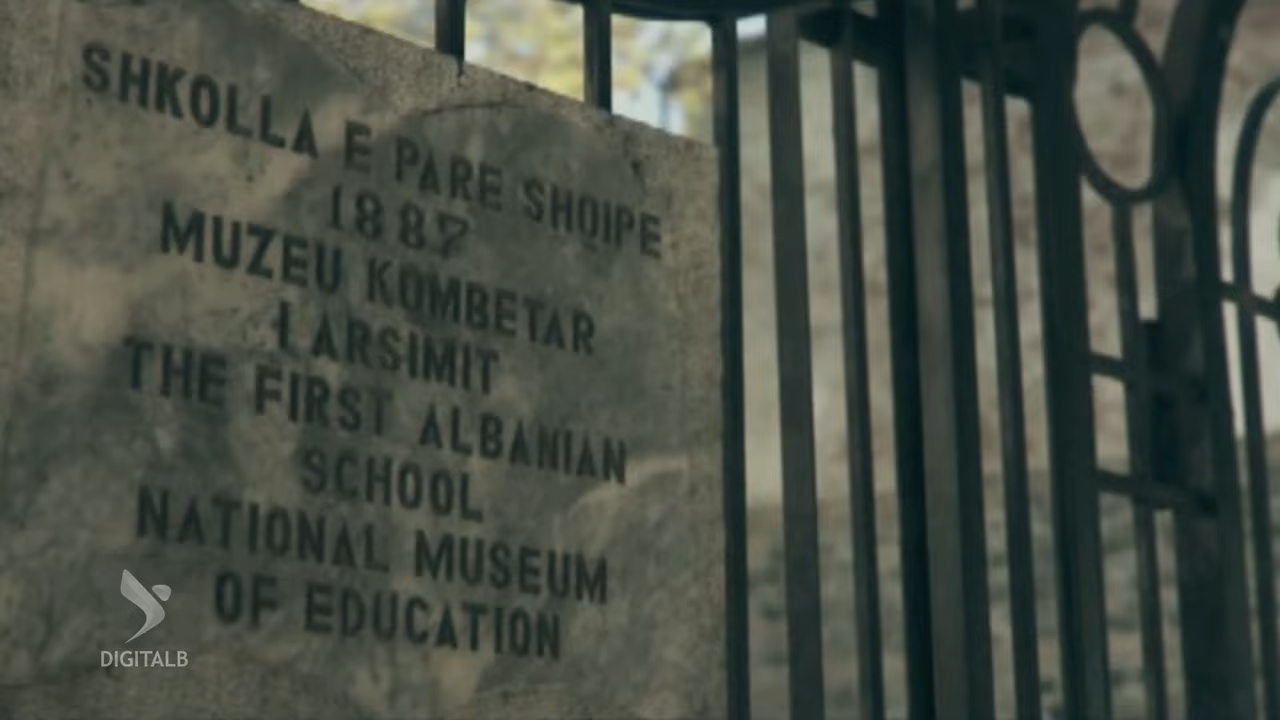 SHKOLLA E PARE SHQIPE
1887
MUZEU KOMBETAR
I ARSIMIT
THE FIRST ALBANIAN
SCHOOL
NATIONAL MUSEUM
OF EDUCATION
DIGITALB